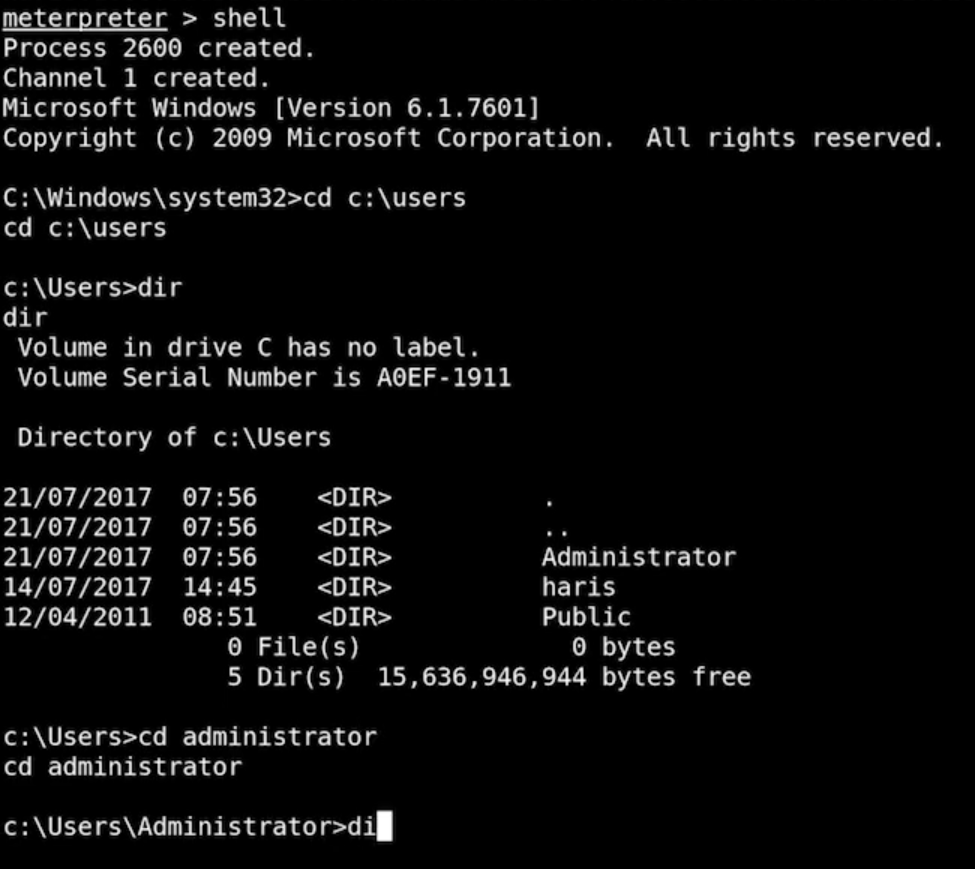 meterpreter > shell
Process 2600 created.
Channel 1 created.
Microsoft Windows [Version 6.1.7601]
Copyright (c) 2009 Microsoft Corporation.  All rights reserved.

C:\Windows\system32>cd c:\users
cd c:\users

c:\Users>dir
dir
 Volume in drive C has no label.
 Volume Serial Number is A0EF-1911

 Directory of c:\Users

21/07/2017  07:56    <DIR>          .
21/07/2017  07:56    <DIR>          ..
21/07/2017  07:56    <DIR>          Administrator
14/07/2017  14:45    <DIR>          haris
12/04/2011  08:51    <DIR>          Public
               0 File(s)              0 bytes
               5 Dir(s)  15,636,946,944 bytes free

c:\Users>cd administrator
cd administrator

c:\Users\Administrator>di